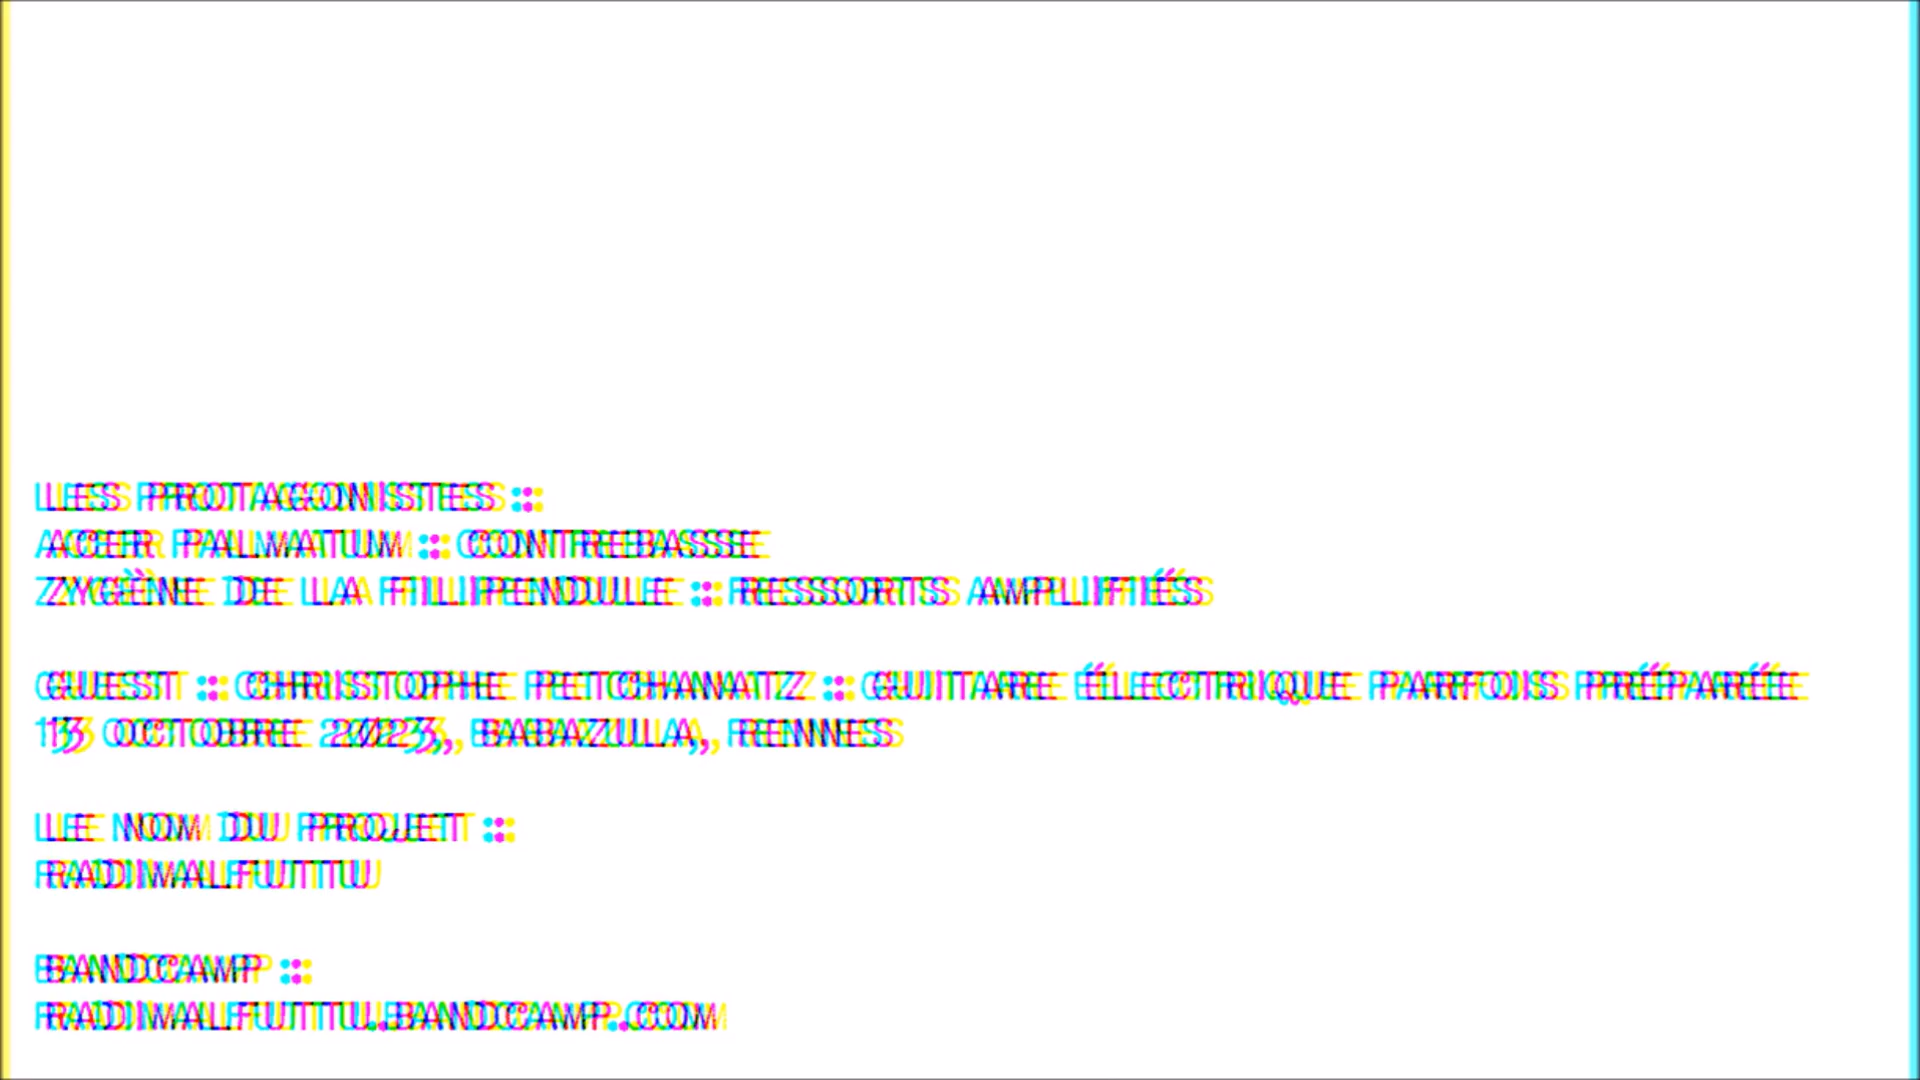 LES PROTAGONISTES :
ACER PALMATUM : CONTREBASSE
ZYGÈNE DE LA FILIPENDULE : RESSORTS AMPLIFIÉS
GUEST : CHRISTOPHE PETCHANATZ : GUITARE ÉLECTRIQUE PARFOIS PRÉPARÉE
13 OCTOBRE 2023, BABAZULA, RENNES
LE NOM DU PROJET :
RADIMALFUTTU
BANDCAMP :
RADIMALFUTTU.BANDCAMP.COM